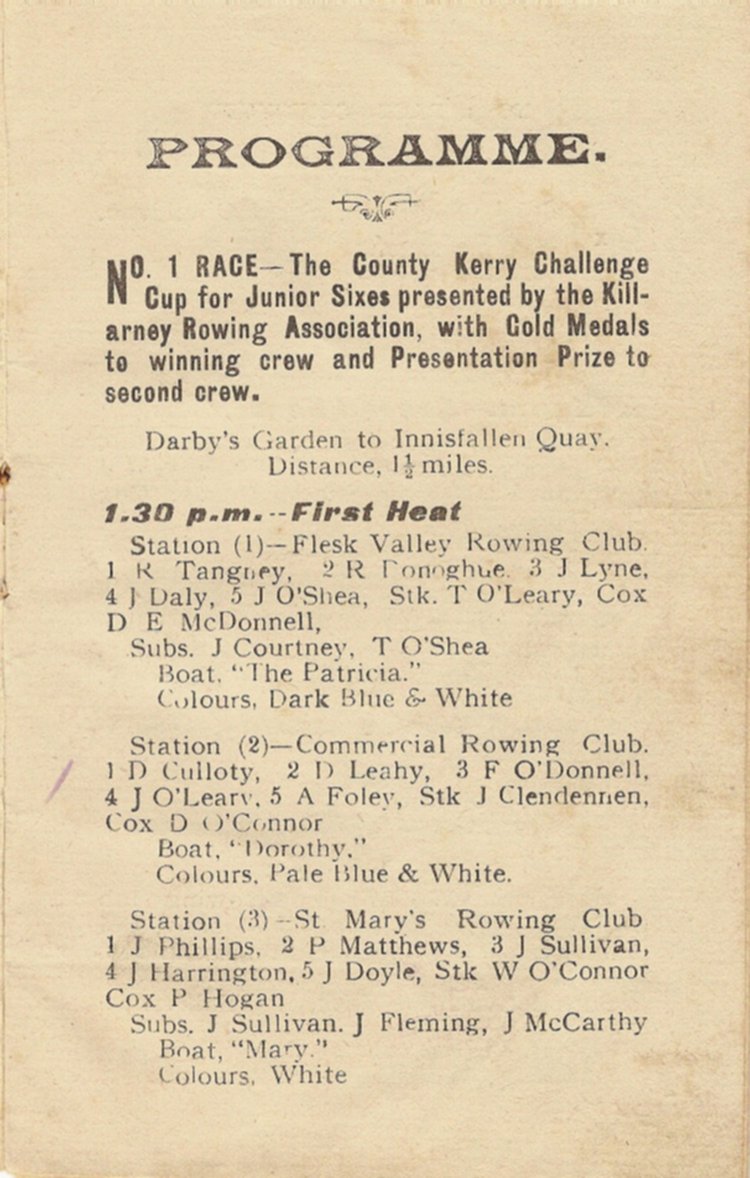 PROGRAMME.
NO. 1 RACE—The County Kerry Challenge
Cup for Junior Sixes presented by the Kill-
arney Rowing Association, with Gold Medals
to winning crew and Presentation Prize to
second crew.
Darby's Garden to Innisfallen Quay.
Distance, 1½ miles.
1.30 p.m.--First Heat
Station (1)—Flesk Valley Rowing Club.
1 R Tangney, 2 R Donoghue. 3 J Lyne,
4 J Daly, 5 J O'Shea, Stk. T O'Leary, Cox
D E McDonnell,
Subs. J Courtney, T O'Shea
Boat, "The Patricia."
Colours, Dark Blue & White
Station (2)—Commercial Rowing Club.
1 D Culloty, 2 D Leahy, 3 F O'Donnell,
4 J O'Leary, 5 A Foley, Stk J Clendennen,
Cox D O'Connor
Boat, "Dorothy,"
Colours, Pale Blue & White.
Station (3)—St Mary's Rowing Club
1 J Phillips, 2 P Matthews, 3 J Sullivan,
4 J Harrington, 5 J Doyle, Stk W O'Connor
Cox P Hogan
Subs. J Sullivan. J Fleming, J McCarthy
Boat, "Mary."
Colours, White